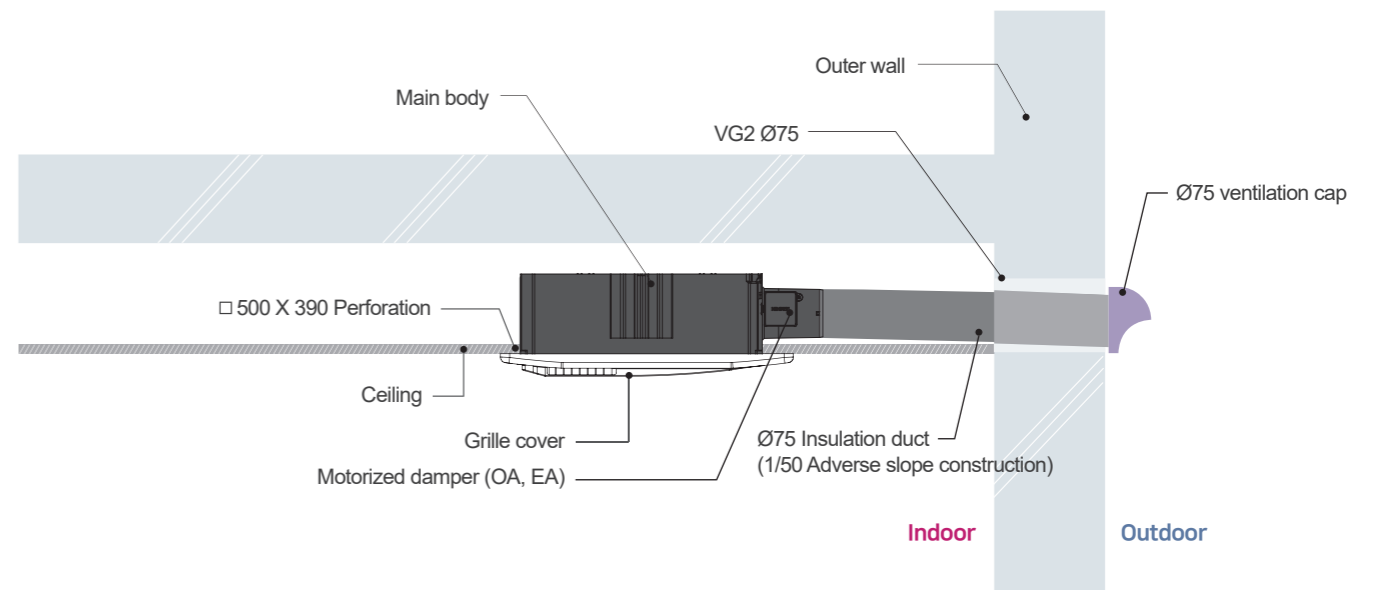 Outer wall
Main body
VG2 Ø75
Ø75 ventilation cap
□ 500 X 390 Perforation
Ceiling
Grille cover
Ø75 Insulation duct
(1/50 Adverse slope construction)
Motorized damper (OA, EA)
Indoor
Outdoor